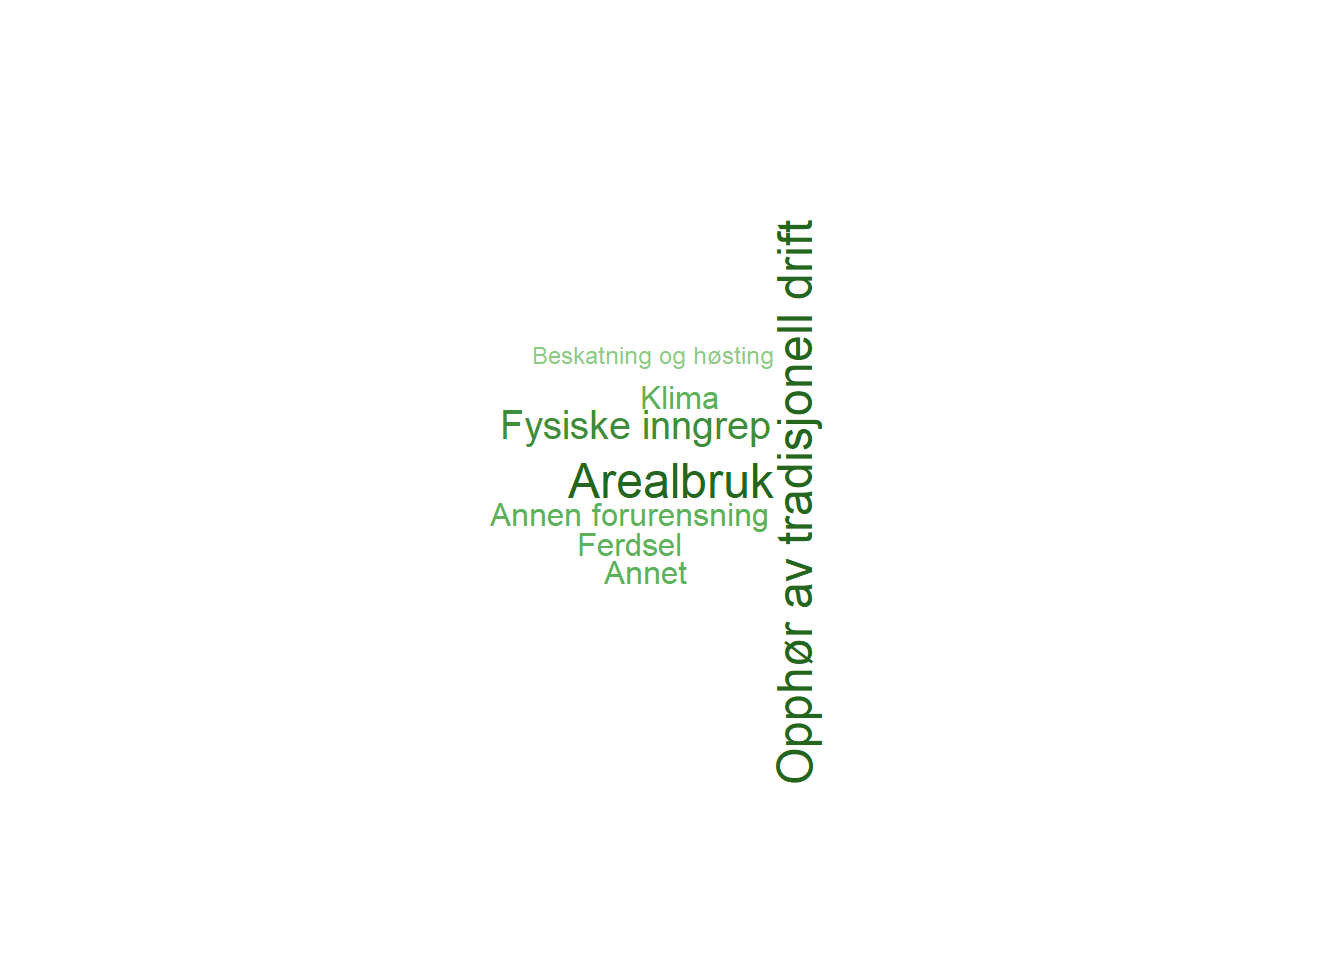 Beskatning og høsting
Klima
Fysiske inngrep
Arealbruk
Annen forurensning
Ferdsel
Annet
Opphør av tradisjonell drift